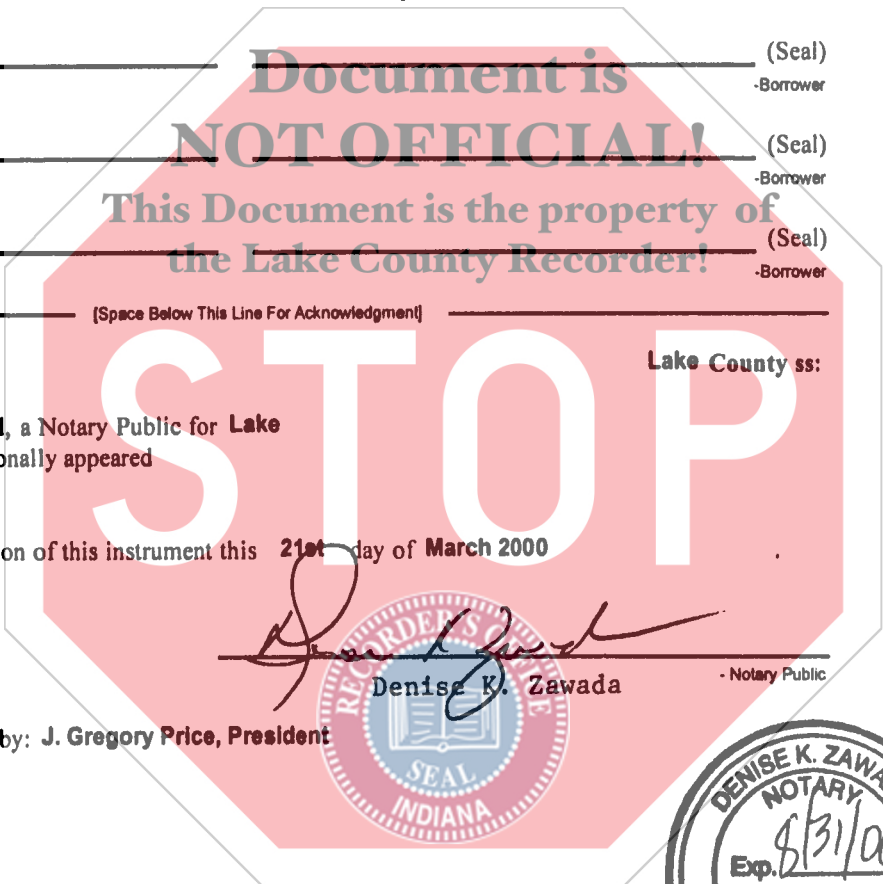 (Seal)
-Borrower
Document is
NOT OFFICIAL!
(Seal)
-Borrower
This Document is the property of
the Lake County Recorder!
(Seal)
-Borrower
[Space Below This Line For Acknowledgment]
STOP
Lake County ss:
, a Notary Public for Lake
onally appeared
on of this instrument this 21st day of March 2000
Denise K. Zawada
- Notary Public
by: J. Gregory Price, President
RECORDER'S OFFICE
SEAL
INDIANA
DENISE K. ZAWA
NOTARY
Exp. 8/31/0